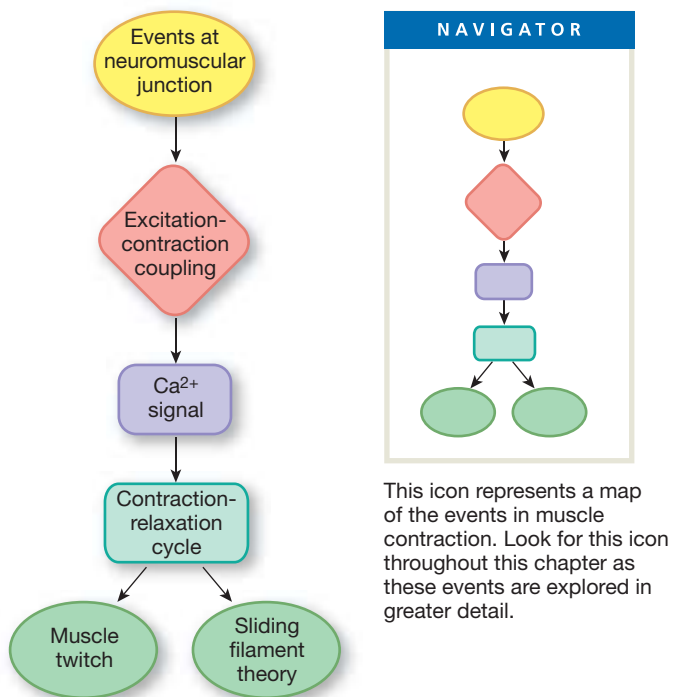 Events at
neuromuscular
junction
Excitation-
contraction
coupling
Ca²⁺
signal
Contraction-
relaxation
cycle
Muscle
twitch
Sliding
filament
theory
NAVIGATOR
This icon represents a map
of the events in muscle
contraction. Look for this icon
throughout this chapter as
these events are explored in
greater detail.